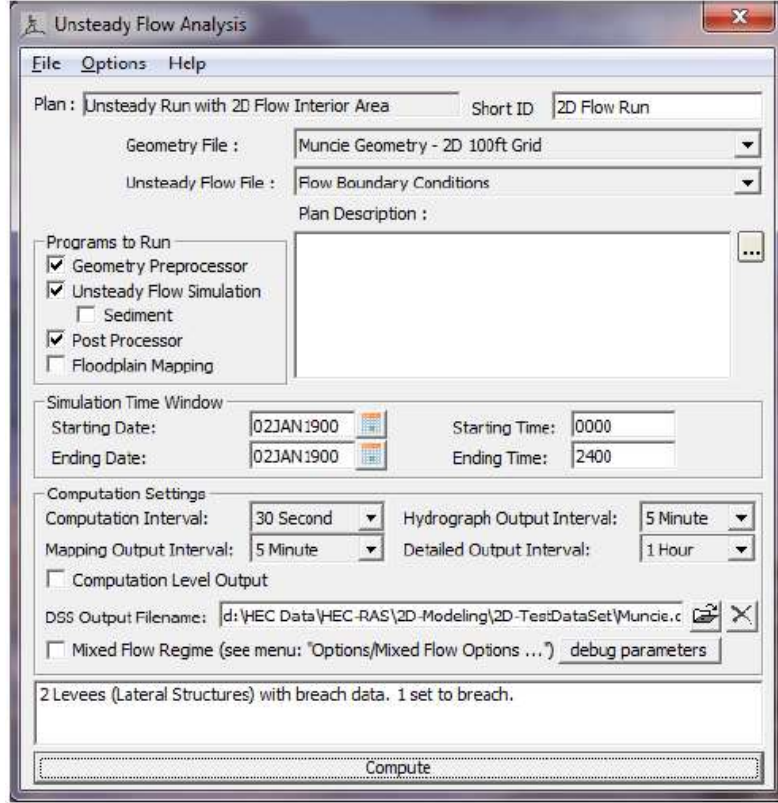 Unsteady Flow Analysis
File Options Help
Plan : Unsteady Run with 2D Flow Interior Area Short ID 2D Flow Run
Geometry File : Muncie Geometry - 2D 100ft Grid
Unsteady Flow File : Flow Boundary Conditions
Plan Description :
Programs to Run
Geometry Preprocessor
Unsteady Flow Simulation
Sediment
Post Processor
Floodplain Mapping
...
Simulation Time Window
Starting Date: 02JAN1900 Starting Time: 0000
Ending Date: 02JAN1900 Ending Time: 2400
Computation Settings
Computation Interval: 30 Second Hydrograph Output Interval: 5 Minute
Mapping Output Interval: 5 Minute Detailed Output Interval: 1 Hour
Computation Level Output
DSS Output Filename: d:\HEC Data\HEC-RAS\2D-Modeling\2D-TestDataSet\Muncie.c
Mixed Flow Regime (see menu: "Options/Mixed Flow Options ...") debug parameters
2 Levees (Lateral Structures) with breach data. 1 set to breach.
Compute